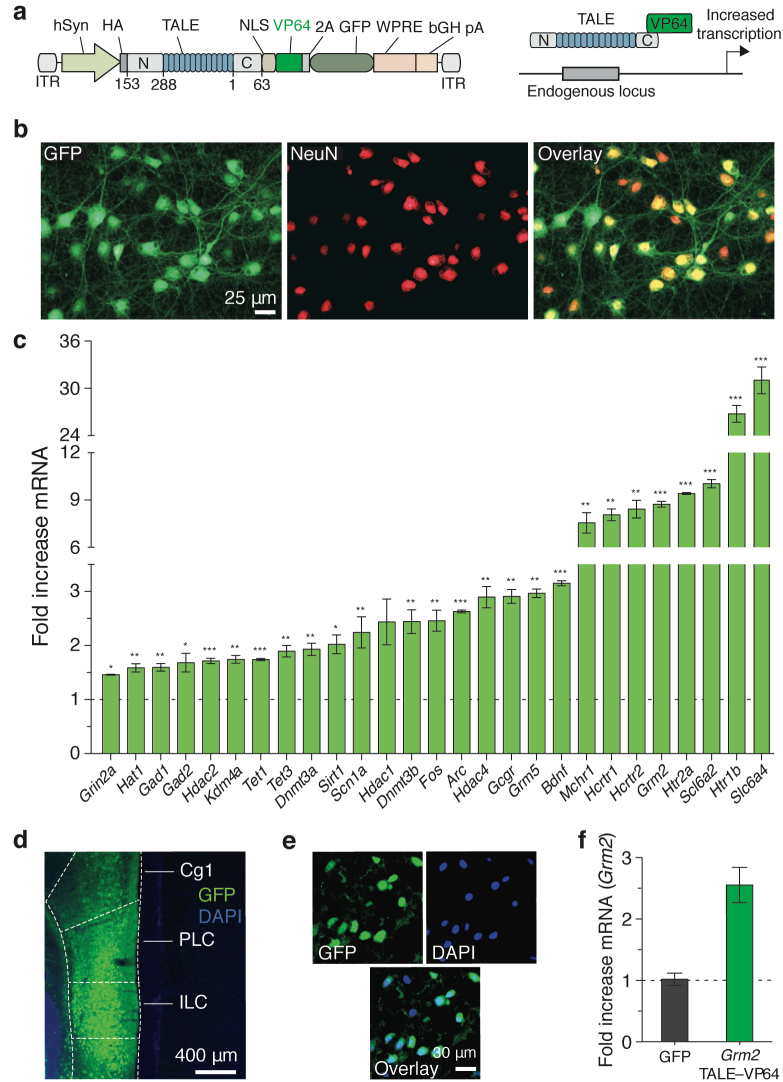 a
hSyn HA TALE NLS VP64 2A GFP WPRE bGH pA
N C
ITR 153 288 1 63 ITR
TALE VP64 Increased
transcription
N C
Endogenous locus
b
GFP NeuN Overlay
25 μm
c
Fold increase mRNA
36
30
24
12
9
6
3
2
1
0
* ** ** * *** ** *** ** ** * ** ** ** *** ** ** ** *** ** ** ** *** *** *** *** ***
Grin2a Hat1 Gad1 Gad2 Hdac2 Kdm4a Tet1 Tet3 Dnmt3a Sirt1 Scn1a Hdac1 Dnmt3b Fos Arc Hdac4 Gcgr Grm5 Bdnf Mchr1 Hcrtr1 Hcrtr2 Grm2 Htr2a Scl6a2 Htr1b Slc6a4
d
Cg1
GFP
DAPI
PLC
ILC
400 μm
e
GFP DAPI
Overlay 30 μm
f
Fold increase mRNA (Grm2)
3
2
1
0
GFP Grm2
TALE–VP64